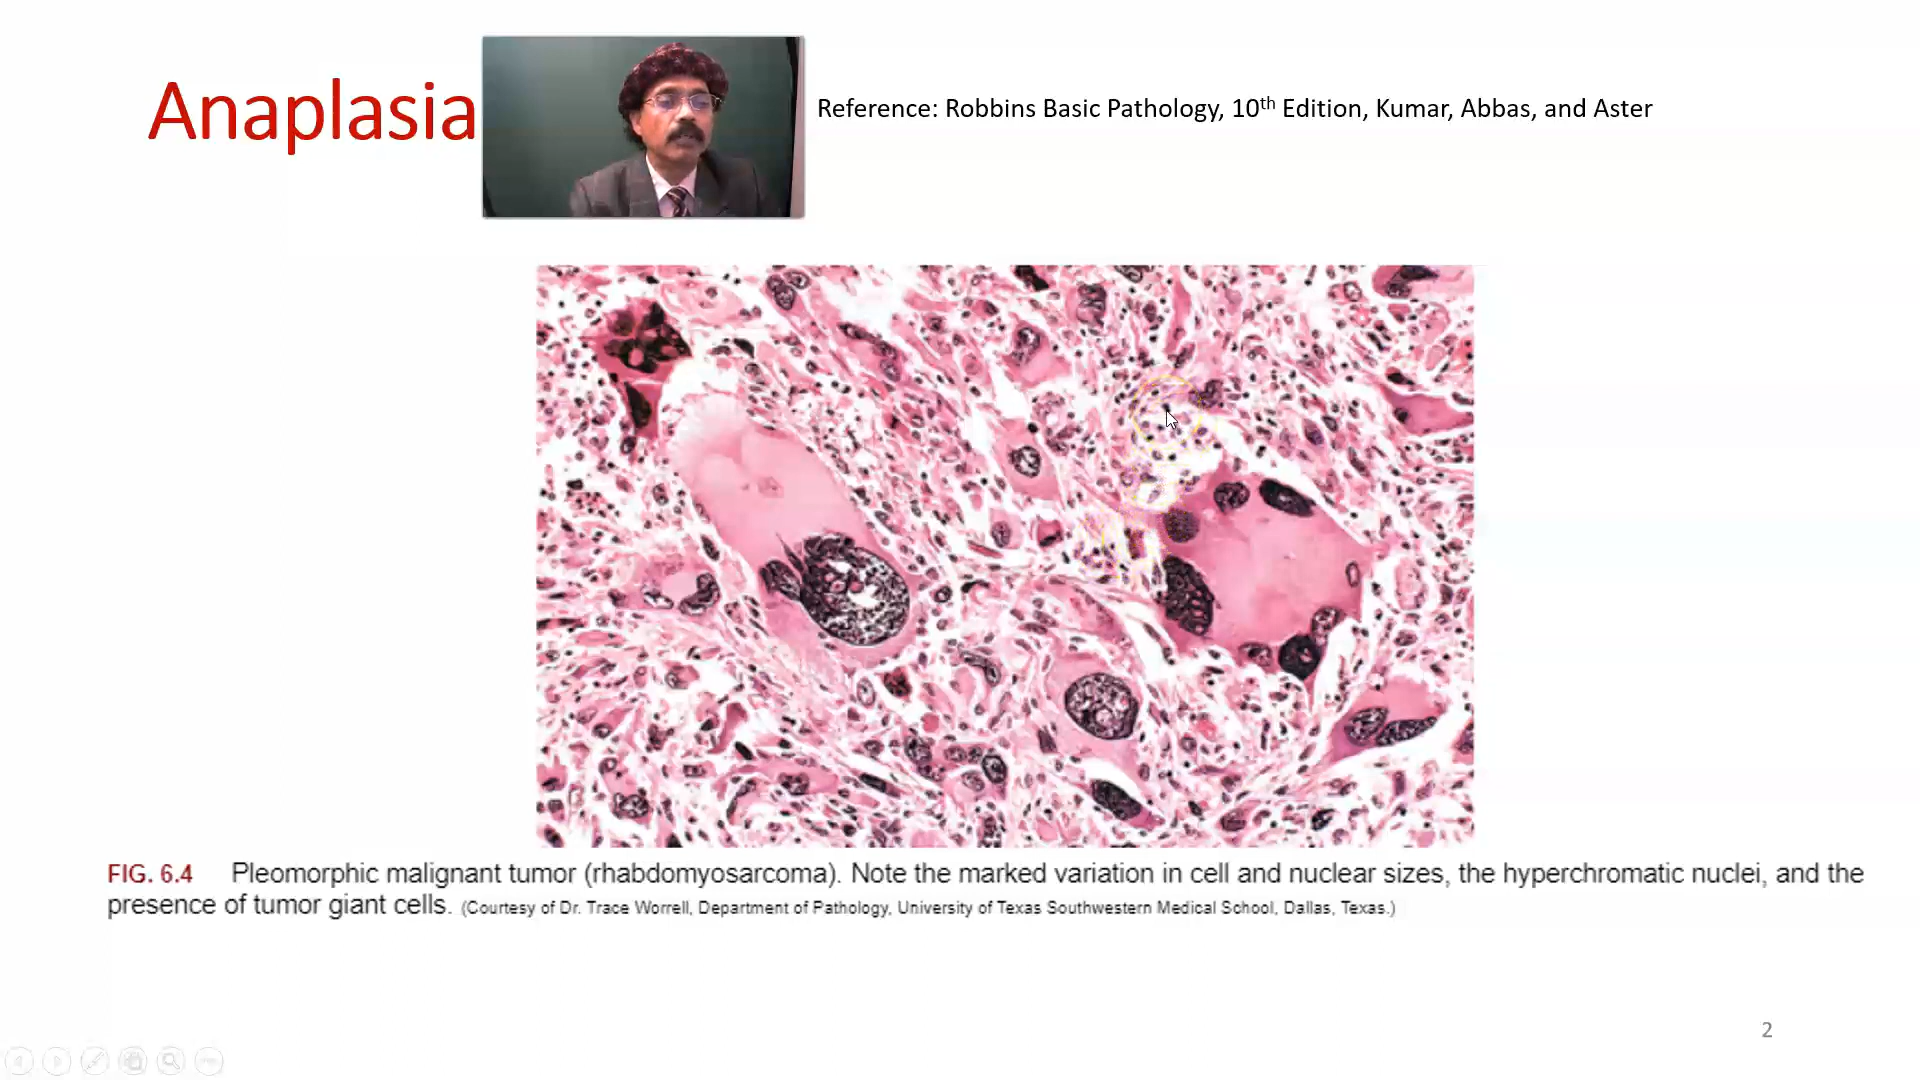 Anaplasia
Reference: Robbins Basic Pathology, 10th Edition, Kumar, Abbas, and Aster
FIG. 6.4 Pleomorphic malignant tumor (rhabdomyosarcoma). Note the marked variation in cell and nuclear sizes, the hyperchromatic nuclei, and the
presence of tumor giant cells. (Courtesy of Dr. Trace Worrell, Department of Pathology, University of Texas Southwestern Medical School, Dallas, Texas.)
2